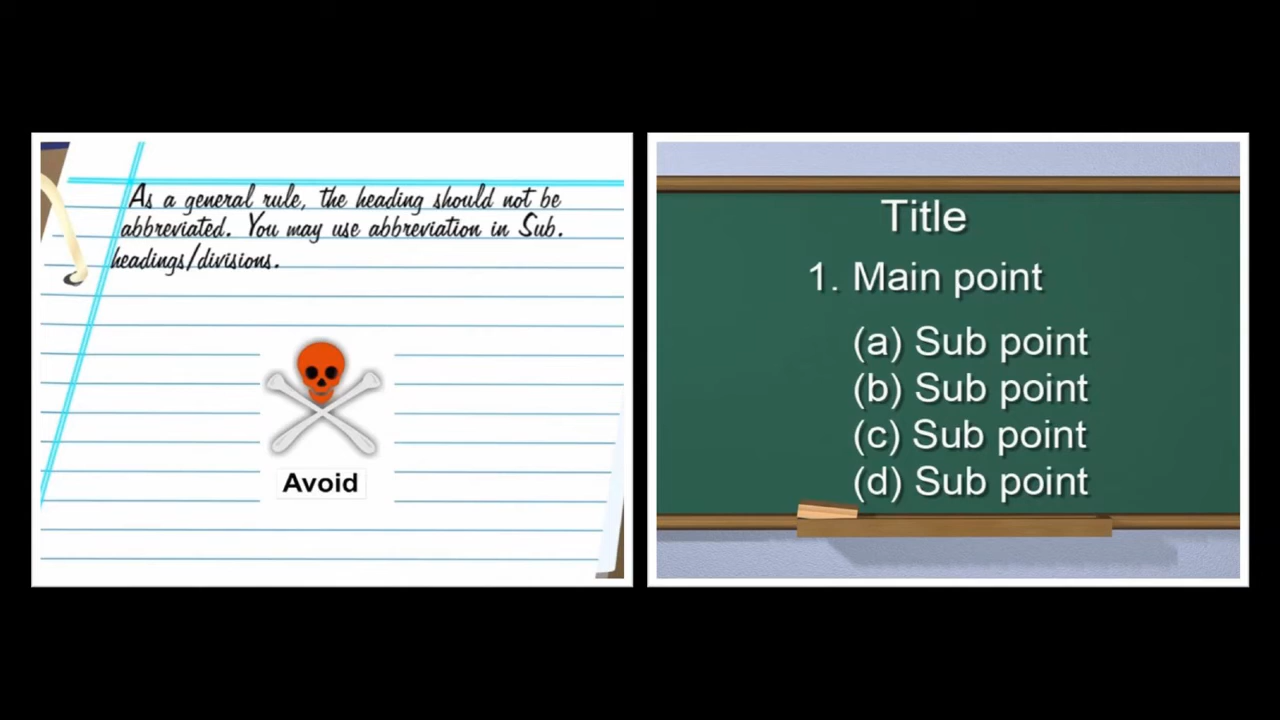 As a general rule, the heading should not be
abbreviated. You may use abbreviation in Sub.
headings/divisions.
Avoid
Title
1. Main point
(a) Sub point
(b) Sub point
(c) Sub point
(d) Sub point